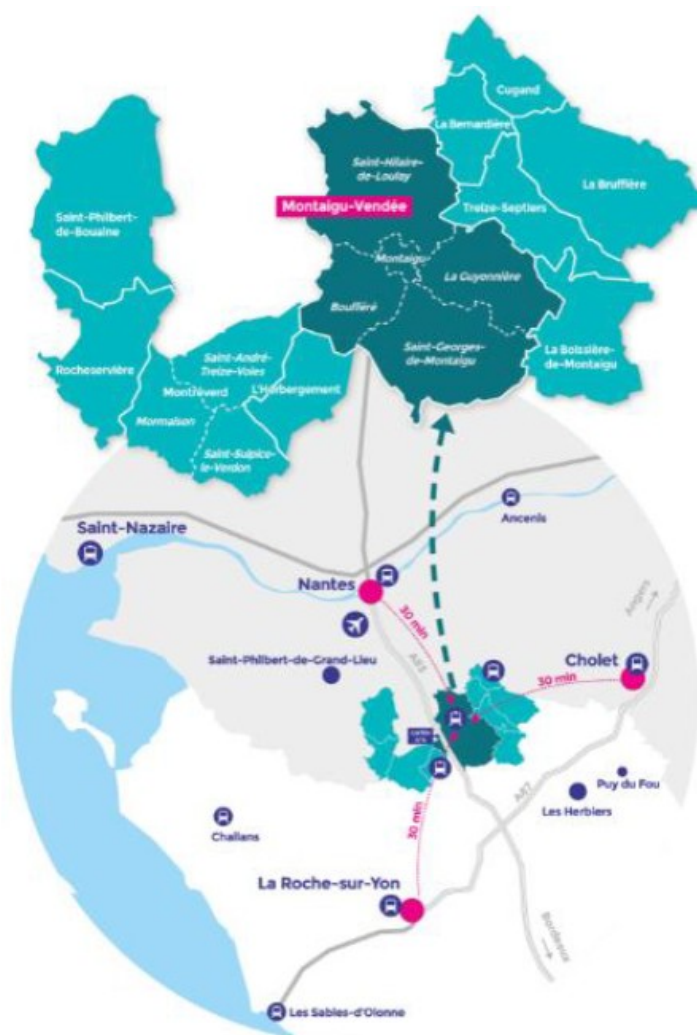 Cugand
La Bernardière
Saint-Hilaire-
de-Loulay
La Bruffière
Montaigu-Vendée
Treize-Septiers
Saint-Philbert-
de-Bouaine
Montaigu
La Guyonnière
Boufféré
Saint-Georges-
de-Montaigu
La Boissière-
de-Montaigu
Rocheservière
Saint-André-
Treize-Voies
L'Herbergement
Montréverd
Mormaison
Saint-Sulpice-
le-Verdon
Ancenis
Saint-Nazaire
Nantes
30 min
Angers
Saint-Philbert-de-Grand-Lieu
A83
Cholet
30 min
A87
Puy du Fou
Les Herbiers
Challans
30 min
La Roche-sur-Yon
Bordeaux
Les Sables-d'Olonne